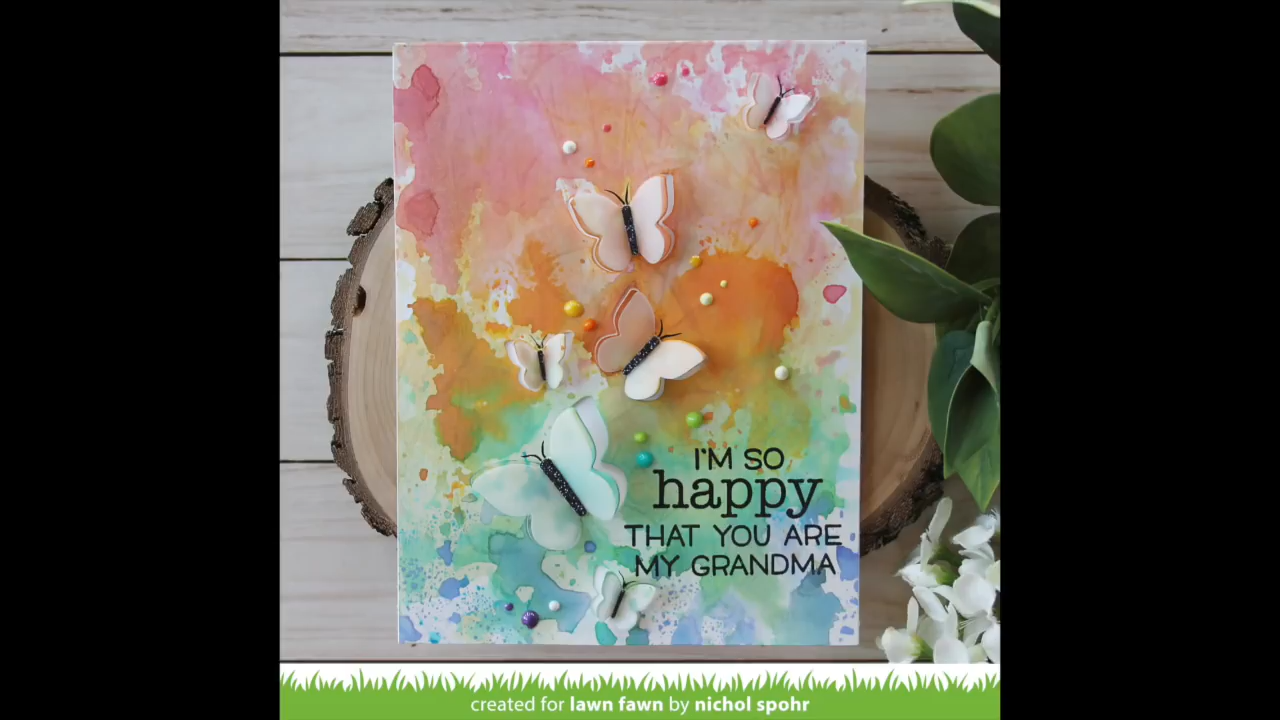 I'M SO
happy
THAT YOU ARE
MY GRANDMA
created for lawn fawn by nichol spohr